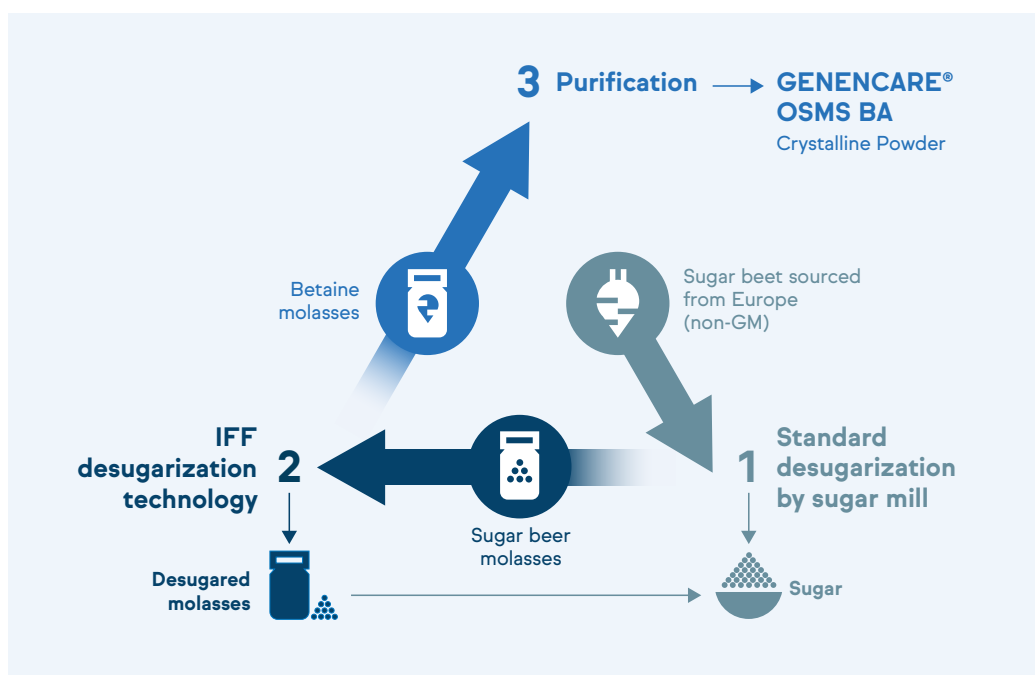 3 Purification
GENENCARE®
OSMS BA
Crystalline Powder
Betaine
molasses
Sugar beet sourced
from Europe
(non-GM)
IFF
desugarization
technology
2
1
Standard
desugarization
by sugar mill
Sugar beer
molasses
Desugared
molasses
Sugar